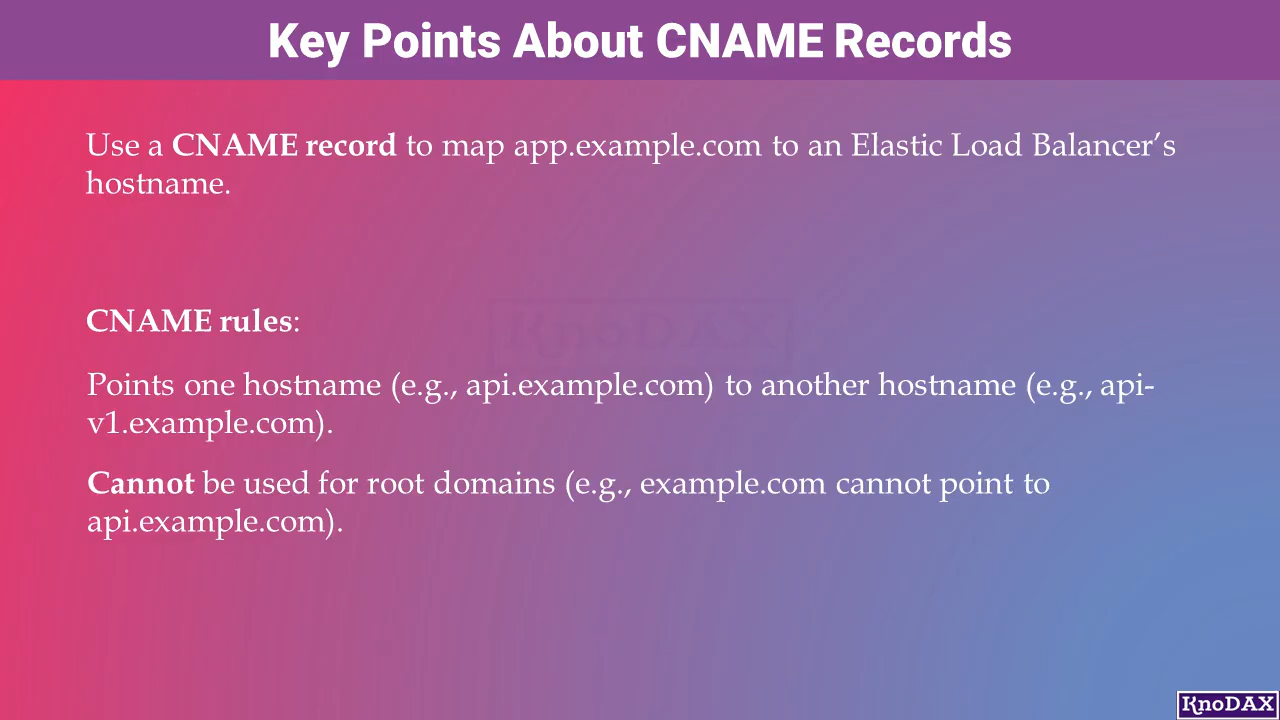 Key Points About CNAME Records
Use a CNAME record to map app.example.com to an Elastic Load Balancer’s
hostname.
KnoDAX
CNAME rules:
Points one hostname (e.g., api.example.com) to another hostname (e.g., api-
v1.example.com).
Cannot be used for root domains (e.g., example.com cannot point to
api.example.com).
KnoDAX